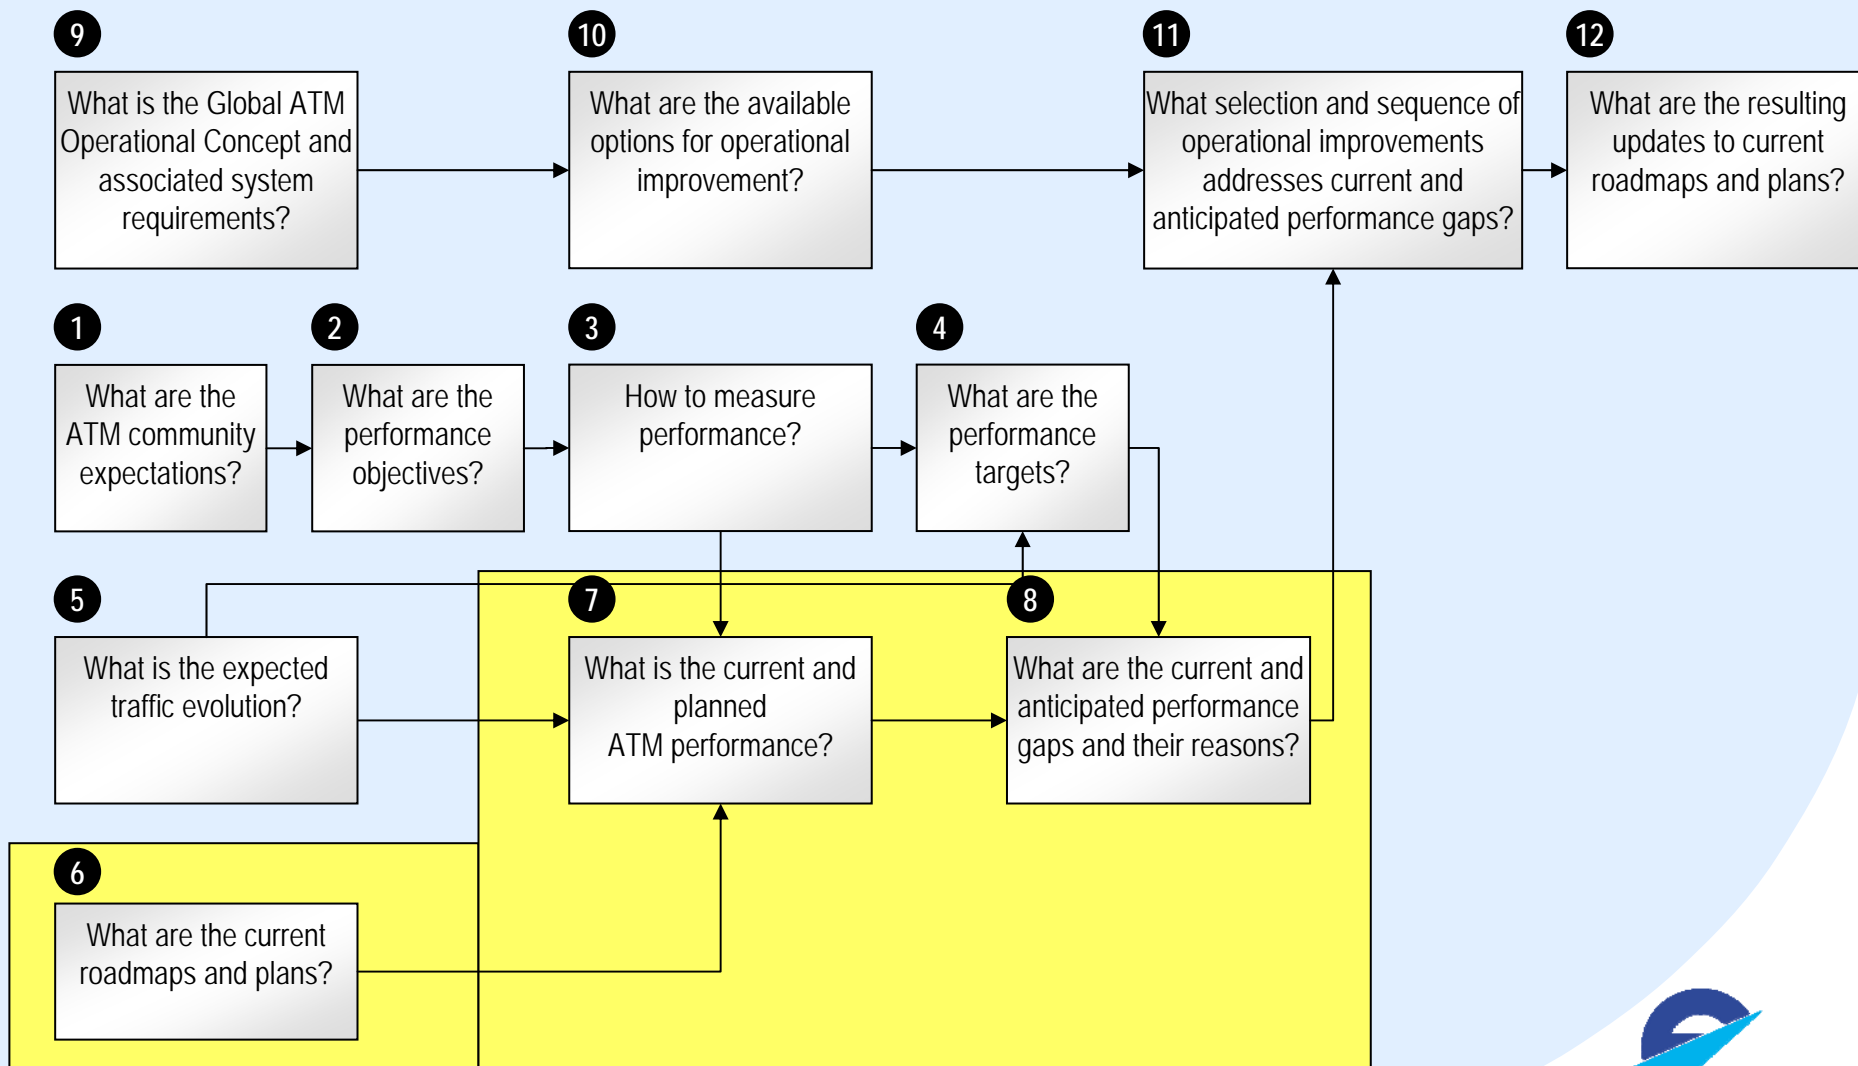 9
What is the Global ATM
Operational Concept and
associated system
requirements?
10
What are the available
options for operational
improvement?
11
What selection and sequence of
operational improvements
addresses current and
anticipated performance gaps?
12
What are the resulting
updates to current
roadmaps and plans?
1
What are the
ATM community
expectations?
2
What are the
performance
objectives?
3
How to measure
performance?
4
What are the
performance
targets?
5
What is the expected
traffic evolution?
7
What is the current and
planned
ATM performance?
8
What are the current and
anticipated performance
gaps and their reasons?
6
What are the current
roadmaps and plans?